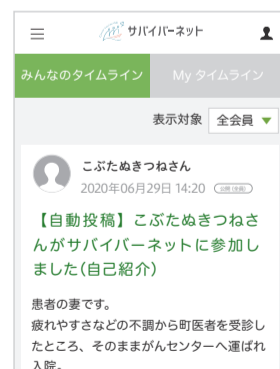 サバイバーネット
みんなのタイムライン
My タイムライン
表示対象
全会員 ▼
こぶたぬきつねさん
2020年06月29日 14:20
【自動投稿】こぶたぬきつねさ
んがサバイバーネットに参加し
ました(自己紹介)
患者の妻です。
疲れやすさなどの不調から町医者を受診し
たところ、そのままがんセンターへ運ばれ
入院。